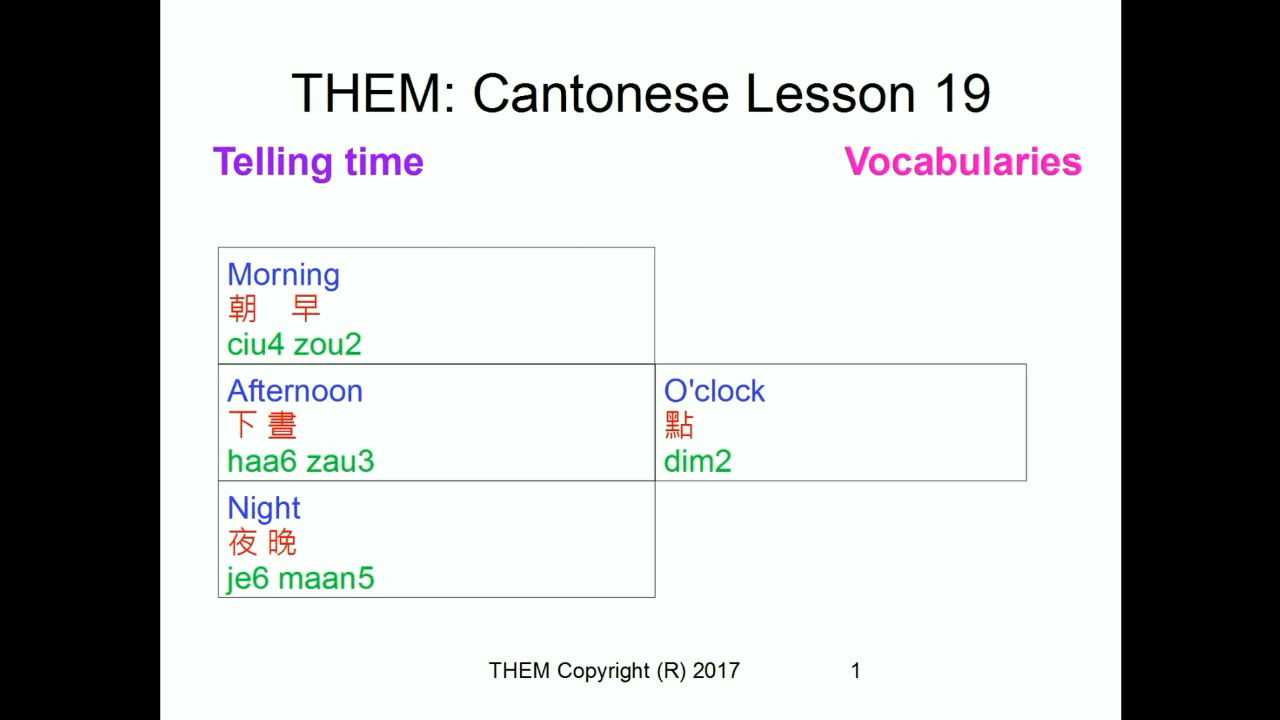 THEM: Cantonese Lesson 19
Telling time
Vocabularies
Morning
朝 早
ciu4 zou2
Afternoon
下 晝
haa6 zau3
O'clock
點
dim2
Night
夜 晚
je6 maan5
THEM Copyright (R) 2017
1